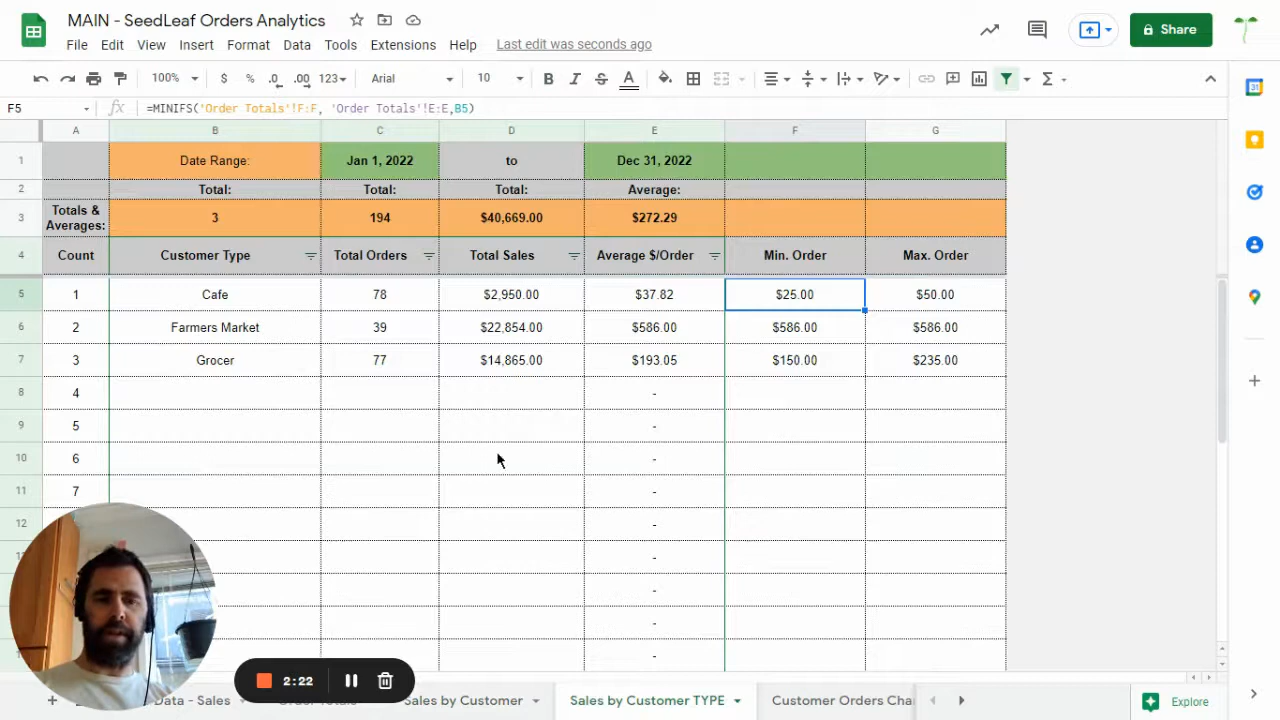 MAIN - SeedLeaf Orders Analytics
File Edit View Insert Format Data Tools Extensions Help Last edit was seconds ago
Share
100% $ % .0 .00 123 Arial 10 B I S A
F5 fx =MINIFS('Order Totals'!F:F, 'Order Totals'!E:E,B5)
A B C D E F G
1 Date Range: Jan 1, 2022 to Dec 31, 2022
2 Total: Total: Total: Average:
3 Totals & Averages: 3 194 $40,669.00 $272.29
4 Count Customer Type Total Orders Total Sales Average $/Order Min. Order Max. Order
5 1 Cafe 78 $2,950.00 $37.82 $25.00 $50.00
6 2 Farmers Market 39 $22,854.00 $586.00 $586.00 $586.00
7 3 Grocer 77 $14,865.00 $193.05 $150.00 $235.00
8 4 -
9 5 -
10 6 -
11 7 -
12 -
-
-
-
-
2:22
Data - Sales Order Totals Sales by Customer Sales by Customer TYPE Customer Orders Cha
Explore